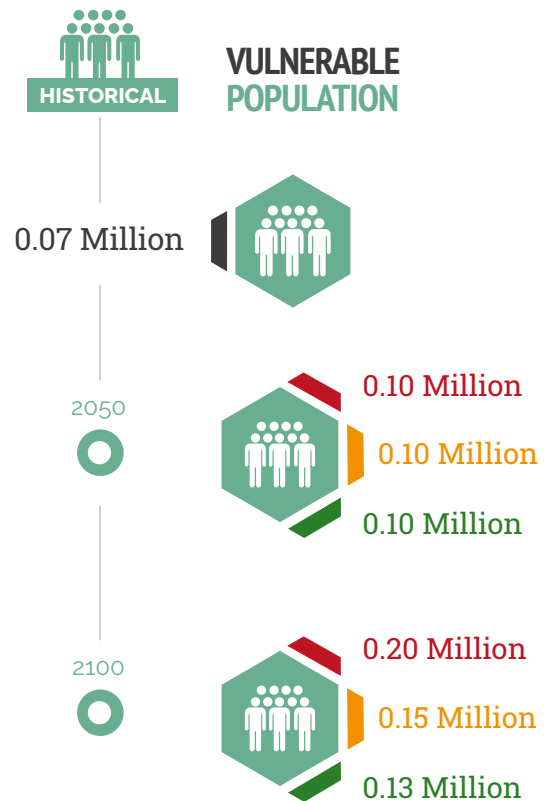 HISTORICAL
VULNERABLE
POPULATION
0.07 Million
2050
0.10 Million
0.10 Million
0.10 Million
2100
0.20 Million
0.15 Million
0.13 Million